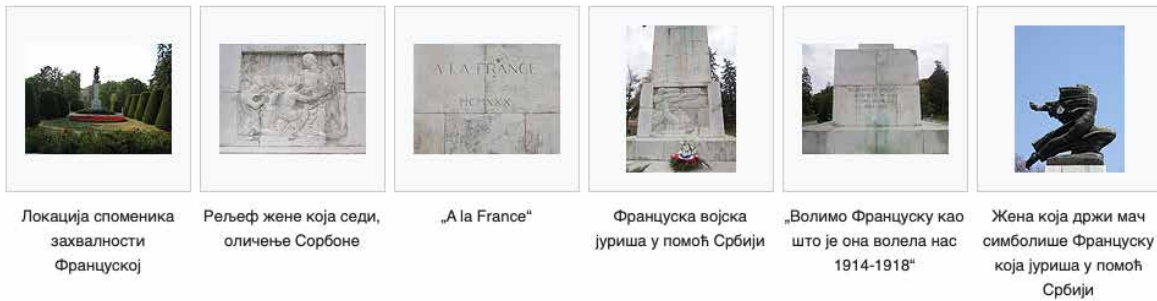 A LA FRANCE
MCMXXX
Локација споменика
захвалности
Француској
Рељеф жене која седи,
оличење Сорбоне
„A la France“
Француска војска
јуриша у помоћ Србији
„Волимо Француску као
што је она волела нас
1914-1918“
Жена која држи мач
симболише Француску
која јуриша у помоћ
Србији